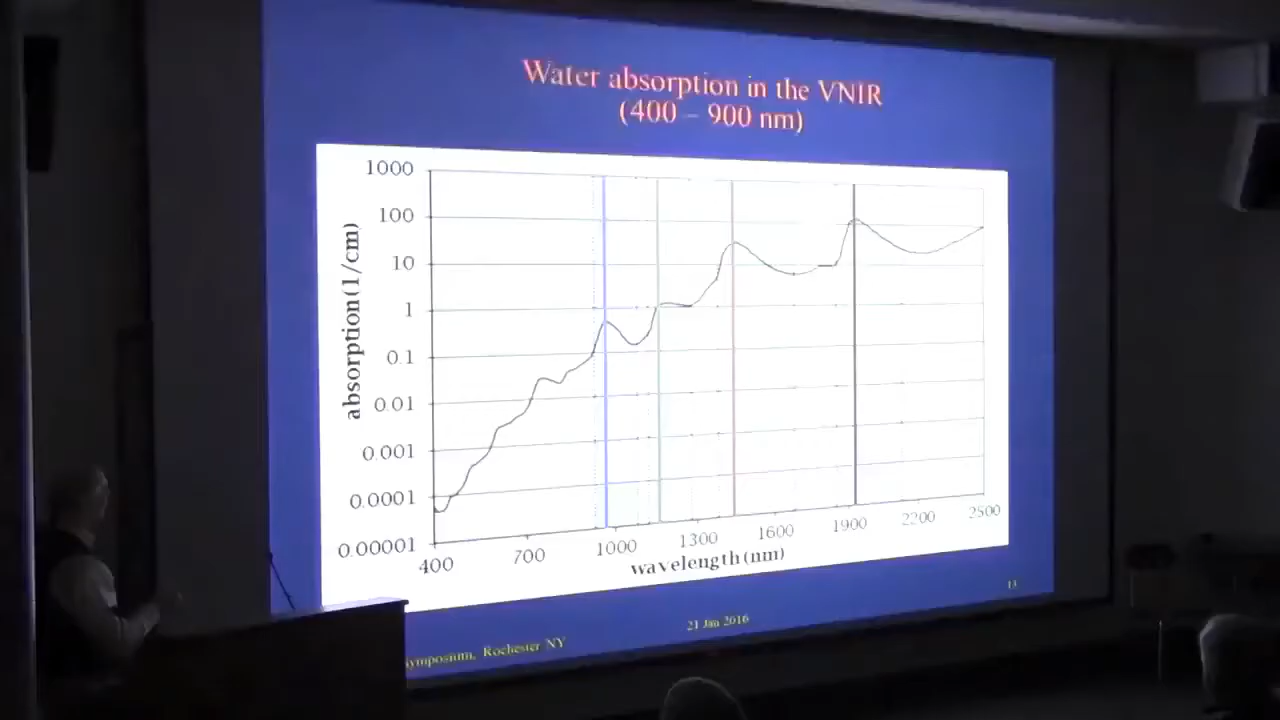 Water absorption in the VNIR
(400 – 900 nm)
1000
100
10
1
0.1
0.01
0.001
0.0001
0.00001
absorption(1/cm)
400 700 1000 1300 1600 1900 2200 2500
wavelength(nm)
13
21 Jan 2016
ymposium, Rochester NY